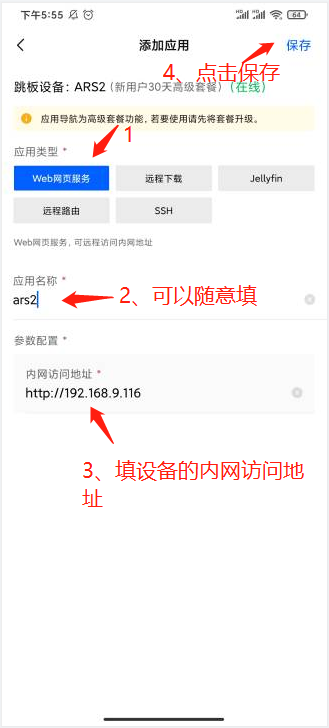 下午5:55
HD HD 64
添加应用
保存
4、点击保存
跳板设备: ARS2 (新用户30天高级套餐) (在线)
应用导航为高级套餐功能, 若要使用请先将套餐升级。
1
应用类型 *
Web网页服务 远程下载 Jellyfin
远程路由 SSH
Web网页服务, 可远程访问内网地址
应用名称 *
ars2
2、可以随意填
参数配置 *
内网访问地址 *
http://192.168.9.116
3、填设备的内网访问地
址